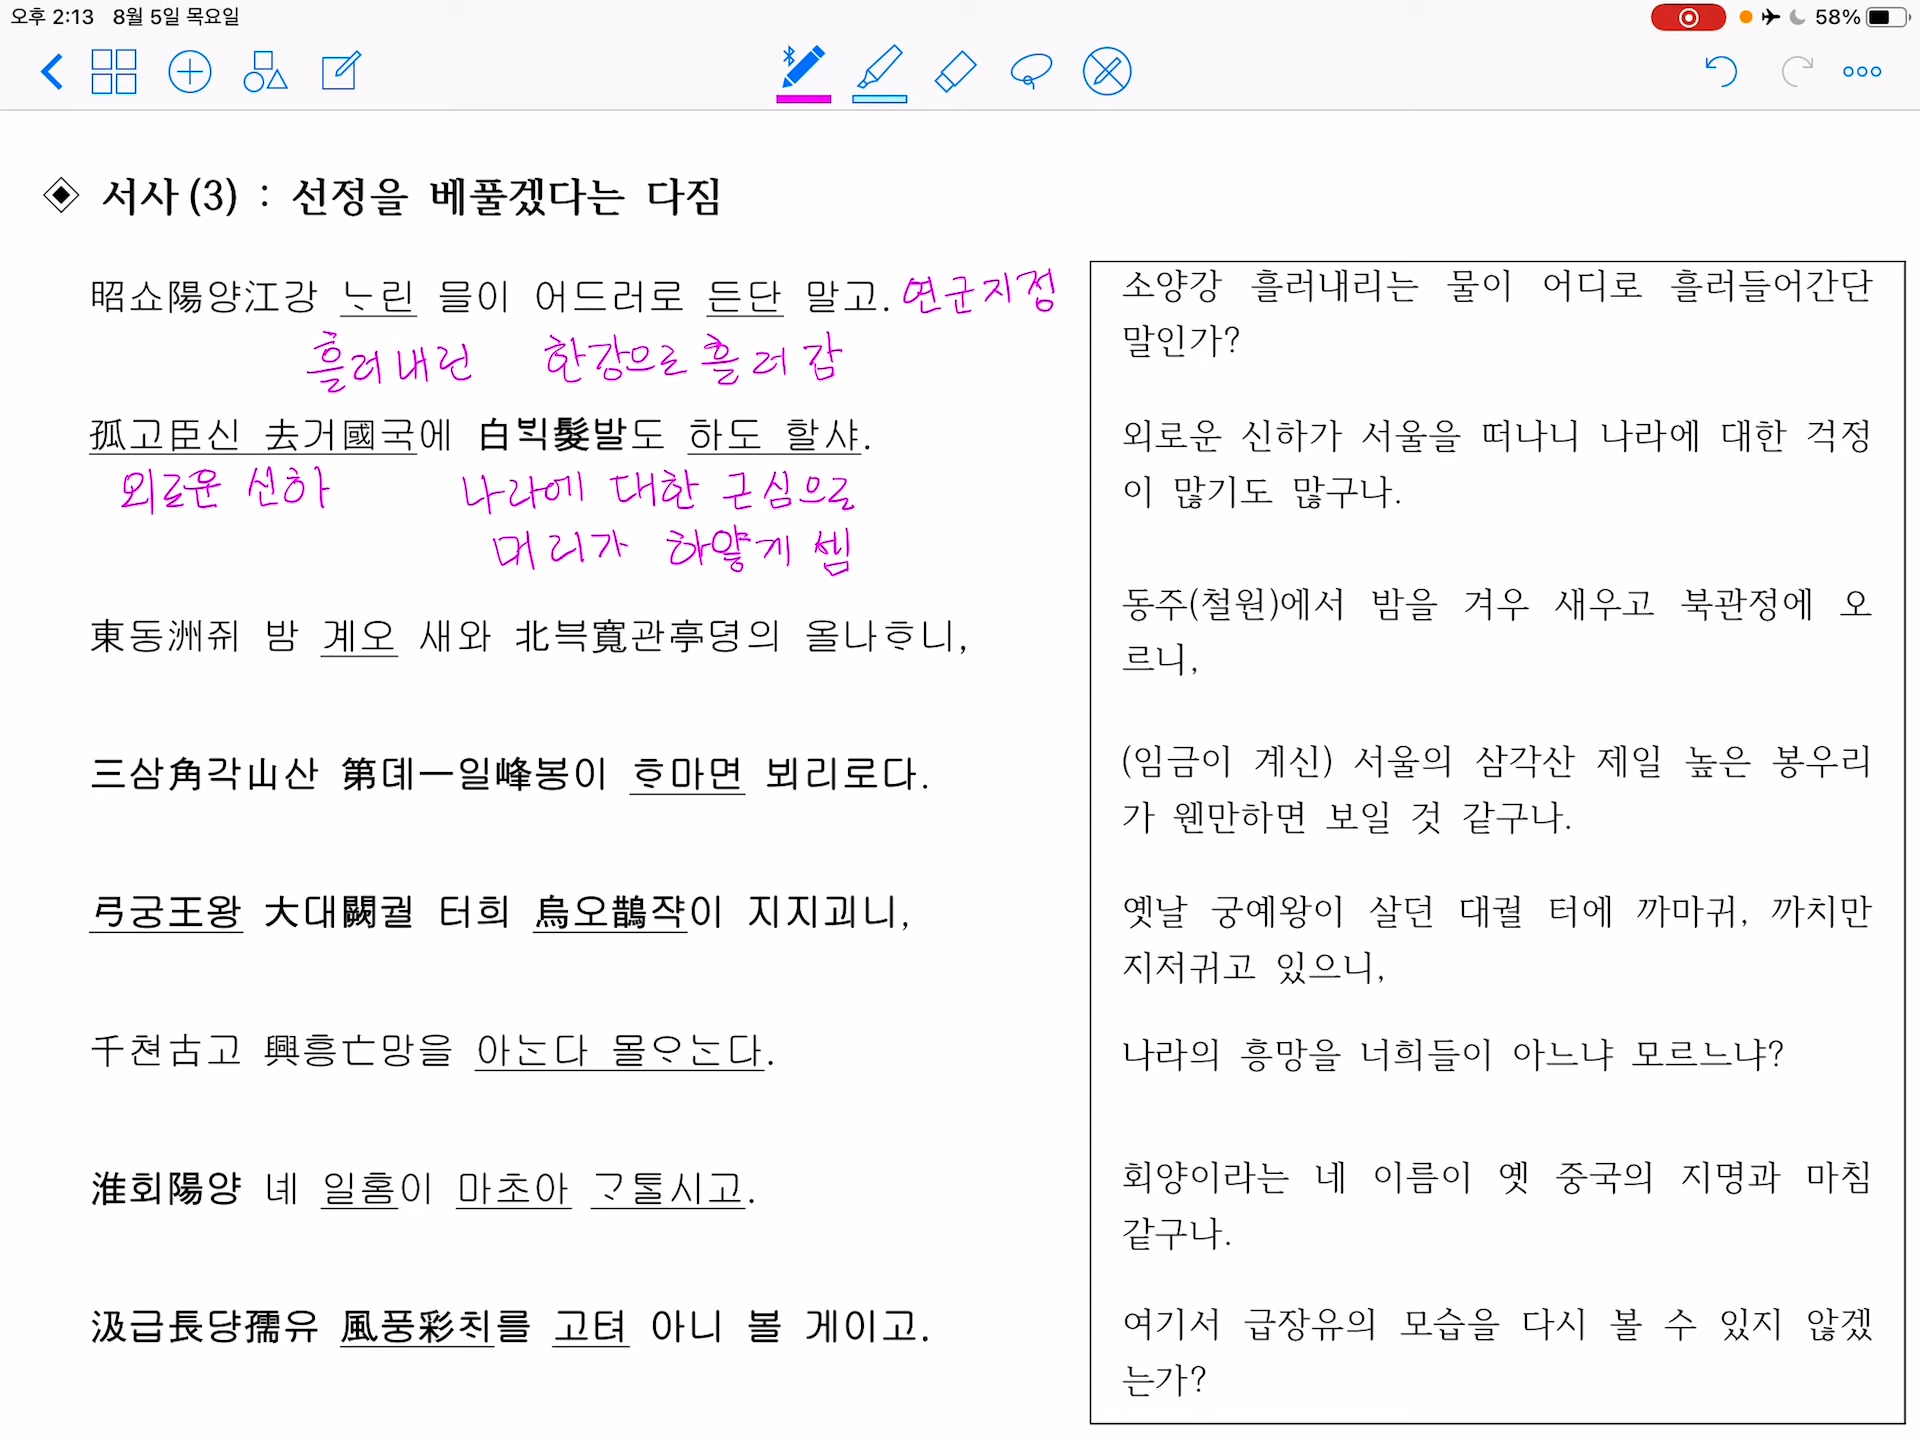 오후 2:13 8월 5일 목요일
58%
서사(3) : 선정을 베풀겠다는 다짐
昭쇼陽양江강 ᄂᆞ린 믈이 어드러로 든단 말고. 연군지정
흘러내린 한강으로 흘러감
孤고臣신 去거國국에 白ᄇᆡᆨ髮발도 하도 할샤.
외로운 신하 나라에 대한 근심으로
머리가 하얗게 셈
東동洲쥐 밤 계오 새와 北븍寬관亭뎡의 올나ᄒᆞ니,
三삼角각山산 第뎨一일峰봉이 ᄒᆞ마면 뵈리로다.
弓궁王왕 大대闕궐 터희 烏오鵲쟉이 지지괴니,
千쳔古고 興흥亡망을 아ᄂᆞᆫ다 몰ᄋᆞᄂᆞᆫ다.
淮회陽양 녜 일홈이 마초아 ᄀᆞᄐᆞᆯ시고.
汲급長댱孺유 風풍彩ᄎᆡ를 고텨 아니 볼 게이고.
소양강 흘러내리는 물이 어디로 흘러들어간단
말인가?
외로운 신하가 서울을 떠나니 나라에 대한 걱정
이 많기도 많구나.
동주(철원)에서 밤을 겨우 새우고 북관정에 오
르니,
(임금이 계신) 서울의 삼각산 제일 높은 봉우리
가 웬만하면 보일 것 같구나.
옛날 궁예왕이 살던 대궐 터에 까마귀, 까치만
지저귀고 있으니,
나라의 흥망을 너희들이 아느냐 모르느냐?
회양이라는 네 이름이 옛 중국의 지명과 마침
같구나.
여기서 급장유의 모습을 다시 볼 수 있지 않겠
는가?